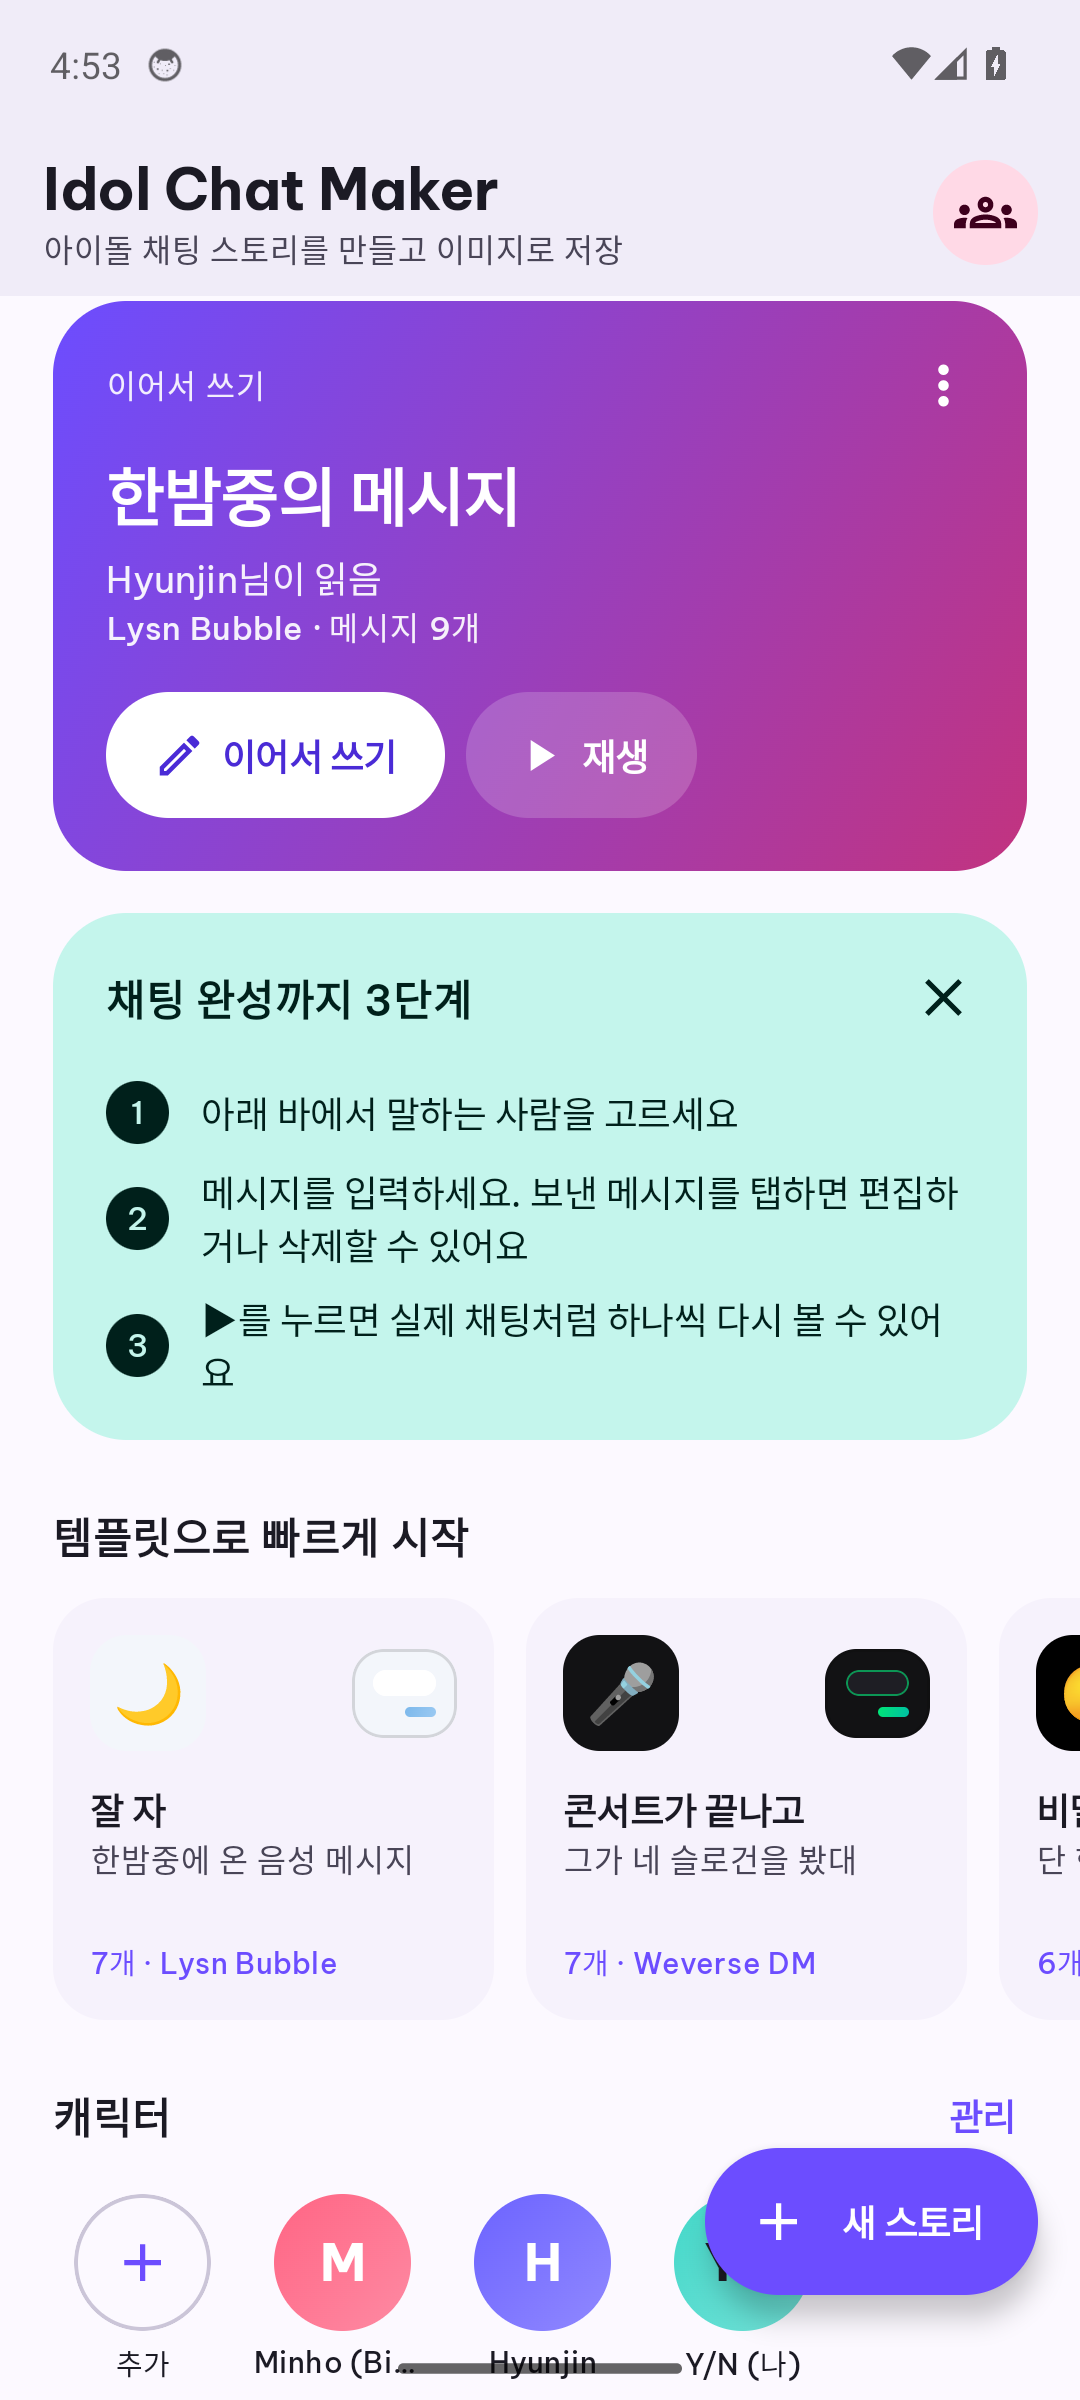 4:53
Idol Chat Maker
아이돌 채팅 스토리를 만들고 이미지로 저장
이어서 쓰기
한밤중의 메시지
Hyunjin님이 읽음
Lysn Bubble · 메시지 9개
이어서 쓰기
재생
채팅 완성까지 3단계
1 아래 바에서 말하는 사람을 고르세요
2 메시지를 입력하세요. 보낸 메시지를 탭하면 편집하
거나 삭제할 수 있어요
3 ▶를 누르면 실제 채팅처럼 하나씩 다시 볼 수 있어
요
템플릿으로 빠르게 시작
잘 자
한밤중에 온 음성 메시지
7개 · Lysn Bubble
콘서트가 끝나고
그가 네 슬로건을 봤대
7개 · Weverse DM
단
6개
캐릭터
관리
새 스토리
M
H
추가
Minho (Bi...
Hyunjin
Y/N (나)